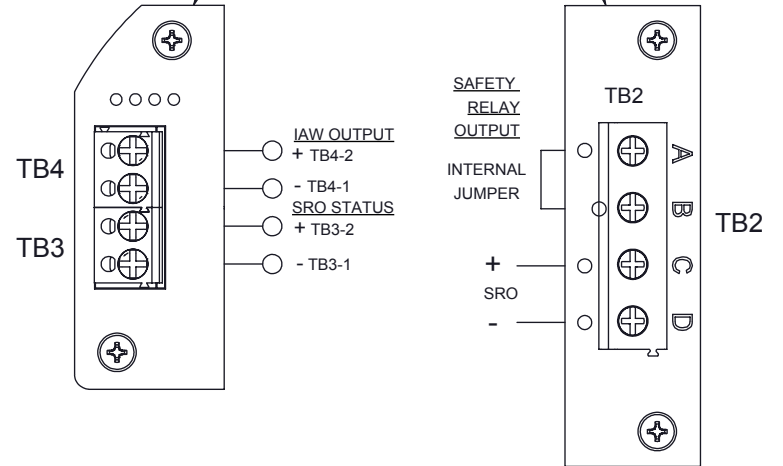 TB4
TB3
IAW OUTPUT
+ TB4-2
- TB4-1
SRO STATUS
+ TB3-2
- TB3-1
SAFETY
RELAY
OUTPUT
INTERNAL
JUMPER
+
SRO
-
TB2
A
B
C
D
TB2